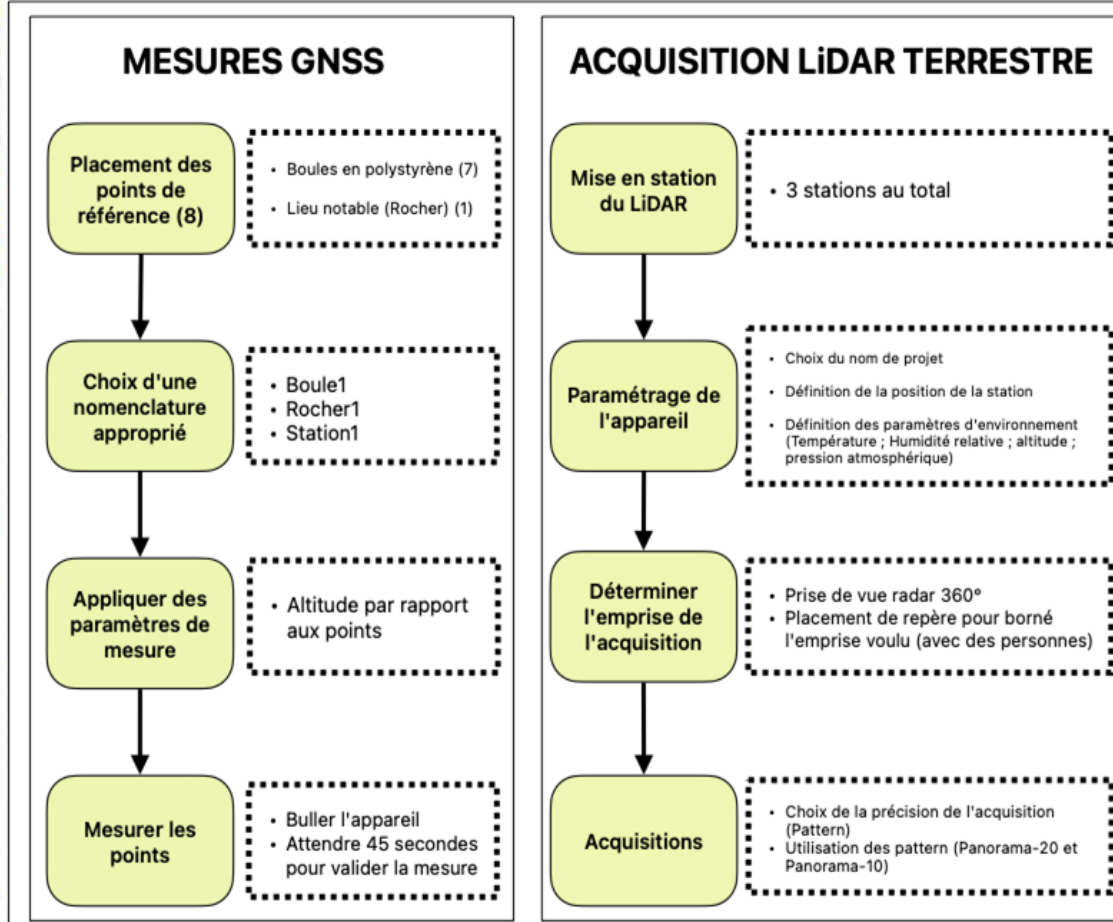 MESURES GNSS
Placement des
points de
référence (8)
• Boules en polystyrène (7)
• Lieu notable (Rocher) (1)
Choix d'une
nomenclature
approprié
• Boule1
• Rocher1
• Station1
Appliquer des
paramètres de
mesure
• Altitude par rapport
aux points
Mesurer les
points
• Buller l'appareil
• Attendre 45 secondes
pour valider la mesure
ACQUISITION LiDAR TERRESTRE
Mise en station
du LiDAR
• 3 stations au total
Paramétrage de
l'appareil
• Choix du nom de projet
• Définition de la position de la station
• Définition des paramètres d'environnement
(Température ; Humidité relative ; altitude ;
pression atmosphérique)
Déterminer
l'emprise de
l'acquisition
• Prise de vue radar 360°
• Placement de repère pour borné
l'emprise voulu (avec des personnes)
Acquisitions
• Choix de la précision de l'acquisition
(Pattern)
• Utilisation des pattern (Panorama-20 et
Panorama-10)